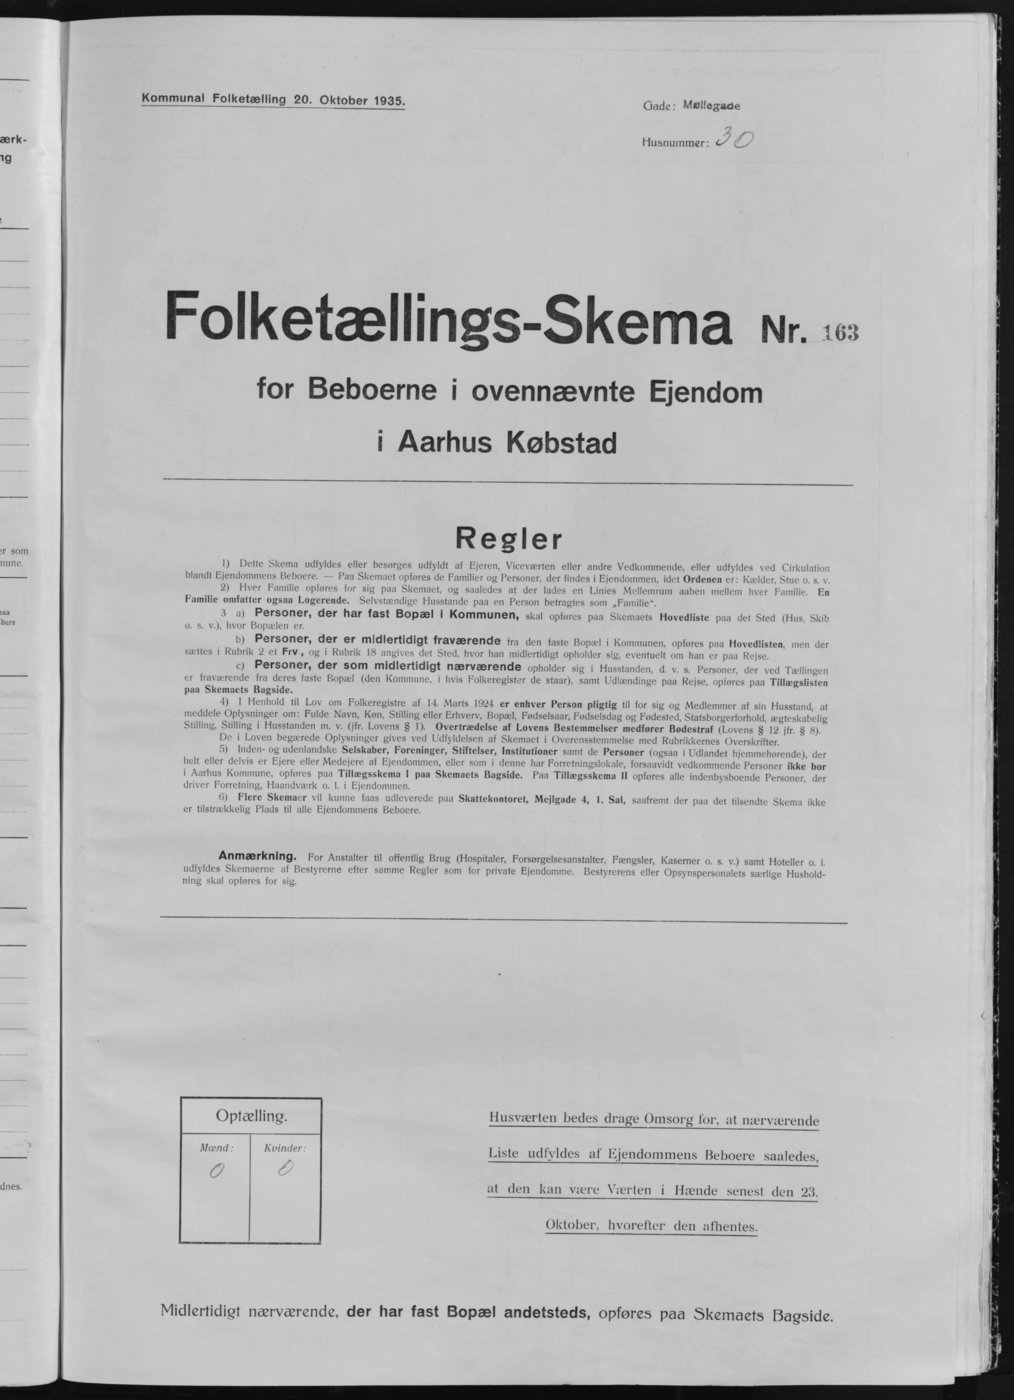 Kommunal Folketælling 20. Oktober 1935.
Gade: Møllegade
Husnummer: 30
Folketællings-Skema Nr. 163
for Beboerne i ovennævnte Ejendom
i Aarhus Købstad
Regler
1) Dette Skema udfyldes eller besørges udfyldt af Ejeren, Viceværten eller andre Vedkommende, eller udfyldes ved Cirkulation
blandt Ejendommens Beboere. — Paa Skemaet opføres de Familier og Personer, der findes i Ejendommen, idet Ordenen er: Kælder, Stue o. s. v.
2) Hver Familie opføres for sig paa Skemaet, og saaledes at der lades en Linies Mellemrum aaben mellem hver Familie. En
Familie omfatter ogsaa Logerende. Selvstændige Husstande paa en Person betragtes som „Familie“.
3 a) Personer, der har fast Bopæl i Kommunen, skal opføres paa Skemaets Hovedliste paa det Sted (Hus, Skib
o. s. v.), hvor Bopælen er.
b) Personer, der er midlertidigt fraværende fra den faste Bopæl i Kommunen, opføres paa Hovedlisten, men der
sættes i Rubrik 2 et Frv, og i Rubrik 18 angives det Sted, hvor han midlertidigt opholder sig, eventuelt om han er paa Rejse.
c) Personer, der som midlertidigt nærværende opholder sig i Husstanden, d. v. s. Personer, der ved Tællingen
er fraværende fra deres faste Bopæl (den Kommune, i hvis Folkeregister de staar), samt Udlændinge paa Rejse, opføres paa Tillægslisten
paa Skemaets Bagside.
4) I Henhold til Lov om Folkeregistre af 14. Marts 1924 er enhver Person pligtig til for sig og Medlemmer af sin Husstand, at
meddele Oplysninger om: Fulde Navn, Køn, Stilling eller Erhverv, Bopæl, Fødselsaar, Fødselsdag og Fødested, Statsborgerforhold, ægteskabelig
Stilling, Stilling i Husstanden m. v. (jfr. Lovens § 1). Overtrædelse af Lovens Bestemmelser medfører Bødestraf (Lovens § 12 jfr. § 8).
De i Loven begærede Oplysninger gives ved Udfyldelsen af Skemaet i Overensstemmelse med Rubrikkernes Overskrifter.
5) Inden- og udenlandske Selskaber, Foreninger, Stiftelser, Institutioner samt de Personer (ogsaa i Udlandet hjemmehørende), der
helt eller delvis er Ejere eller Medejere af Ejendommen, eller som i denne har Forretningslokale, forsaavidt vedkommende Personer ikke bor
i Aarhus Kommune, opføres paa Tillægsskema I paa Skemaets Bagside. Paa Tillægsskema II opføres alle indenbysboende Personer, der
driver Forretning, Haandværk o. l. i Ejendommen.
6) Flere Skemaer vil kunne faas udleverede paa Skattekontoret, Mejlgade 4, 1. Sal, saafremt der paa det tilsendte Skema ikke
er tilstrækkelig Plads til alle Ejendommens Beboere.
Anmærkning. For Anstalter til offentlig Brug (Hospitaler, Forsørgelsesanstalter, Fængsler, Kaserner o. s. v.) samt Hoteller o. l.
udfyldes Skemaerne af Bestyrerne efter samme Regler som for private Ejendomme. Bestyrerens eller Opsynspersonalets særlige Hushold-
ning skal opføres for sig.
Optælling.
Mænd: Kvinder:
0 0
Husværten bedes drage Omsorg for, at nærværende
Liste udfyldes af Ejendommens Beboere saaledes,
at den kan være Værten i Hænde senest den 23.
Oktober, hvorefter den afhentes.
Midlertidigt nærværende, der har fast Bopæl andetsteds, opføres paa Skemaets Bagside.